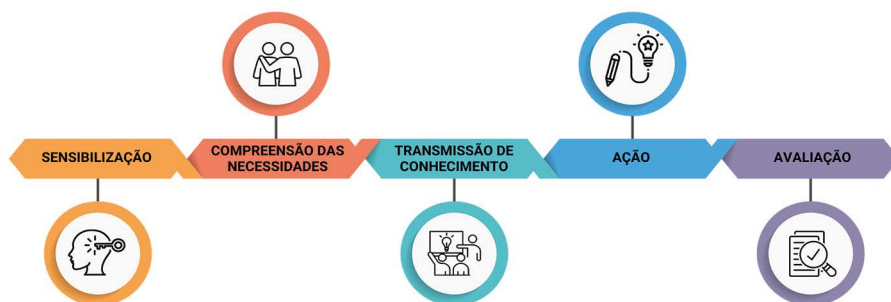 SENSIBILIZAÇÃO
COMPREENSÃO DAS
NECESSIDADES
TRANSMISSÃO DE
CONHECIMENTO
AÇÃO
AVALIAÇÃO